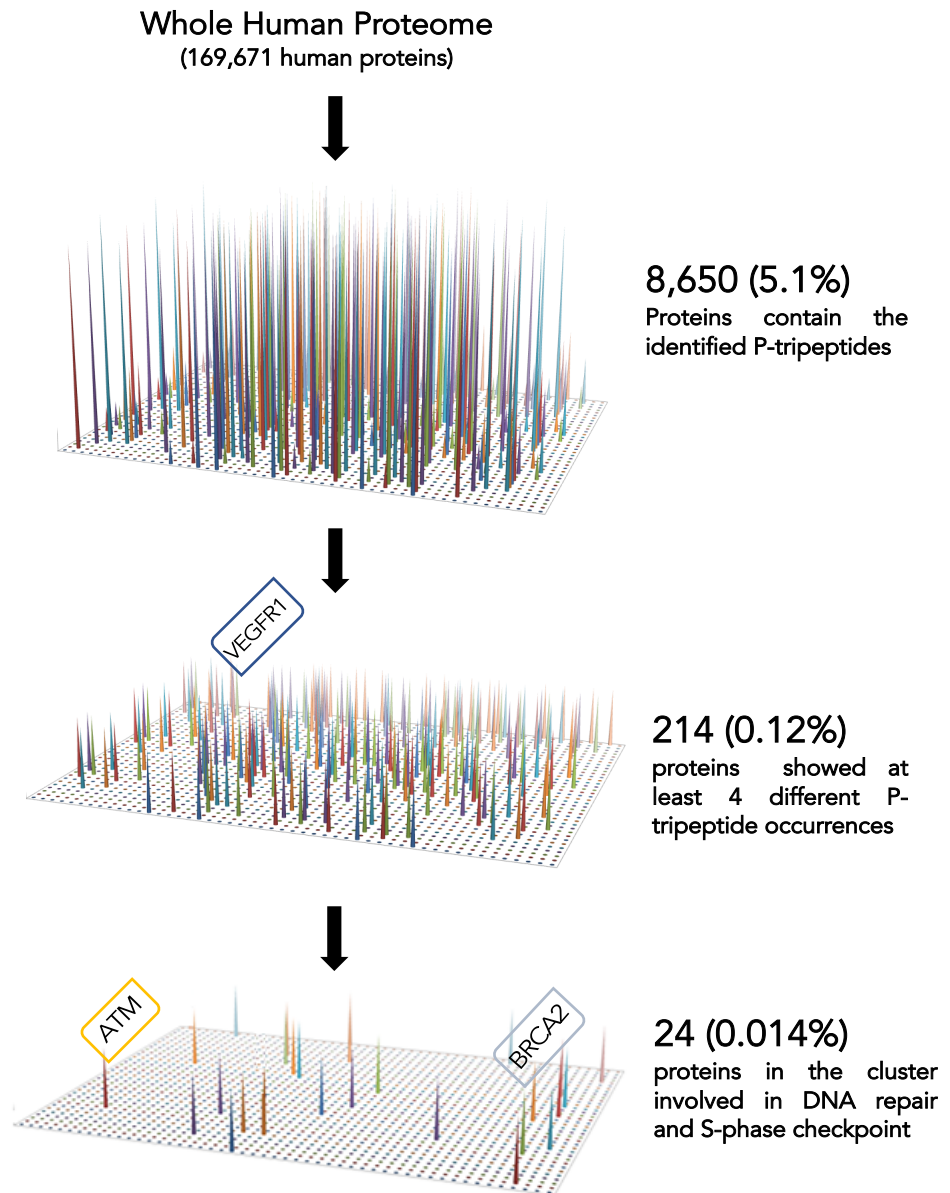 Whole Human Proteome
(169,671 human proteins)
8,650 (5.1%)
Proteins contain the
identified P-tripeptides
VEGFR1
214 (0.12%)
proteins showed at
least 4 different P-
tripeptide occurrences
ATM
BRCA2
24 (0.014%)
proteins in the cluster
involved in DNA repair
and S-phase checkpoint